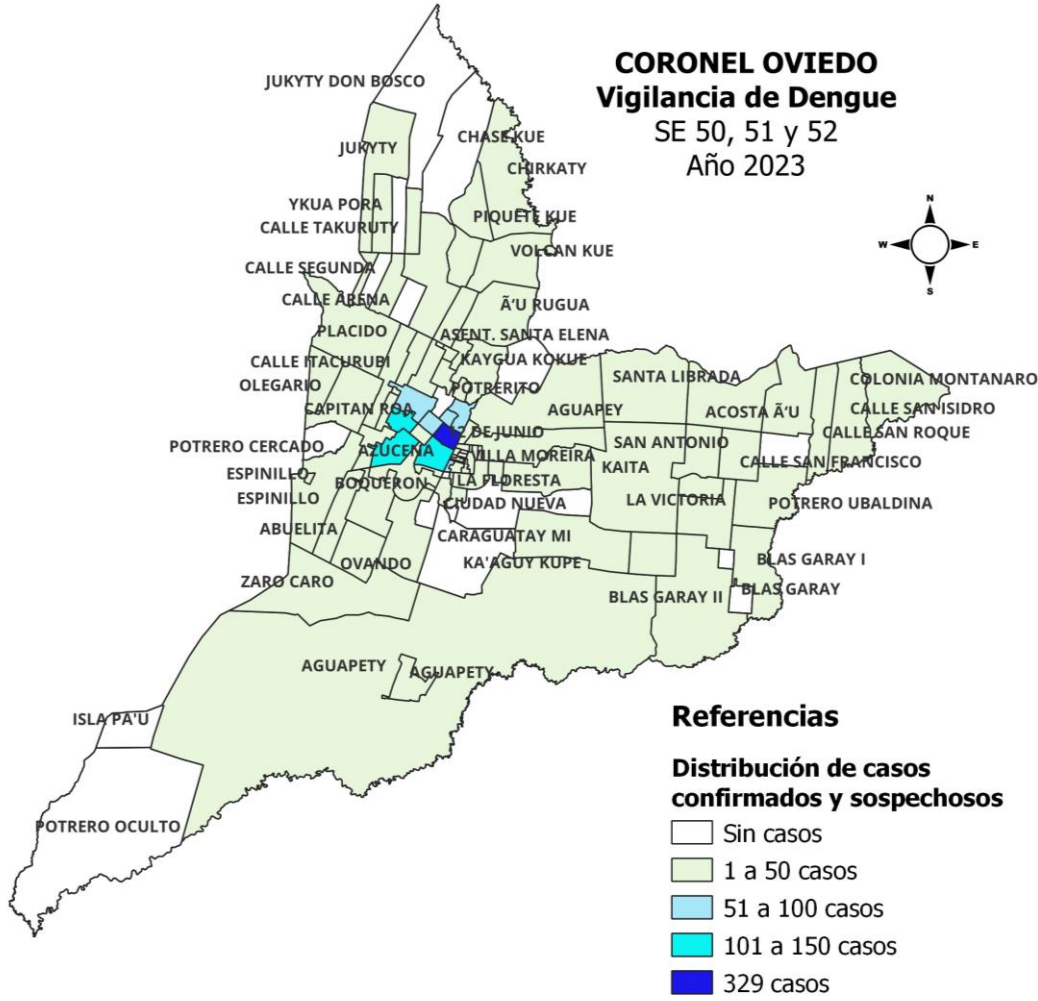 CORONEL OVIEDO
Vigilancia de Dengue
SE 50, 51 y 52
Año 2023
N
W
E
S
JUKYTY DON BOSCO
CHASE KUE
JUKYTY
CHIRKATY
YKUA PORA
PIQUETE KUE
CALLE TAKURUTY
VOLCAN KUE
CALLE SEGUNDA
CALLE ARENA
Ã'U RUGUA
PLACIDO
ASENT. SANTA ELENA
CALLE ITACURUBI
KAYGUA KOKUE
OLEGARIO
POTRERITO
SANTA LIBRADA
COLONIA MONTANARO
CAPITAN ROA
AGUAPEY
ACOSTA Ã'U
CALLE SAN ISIDRO
2 DE JUNIO
CALLE SAN ROQUE
POTRERO CERCADO
AZUCENA
VILLA MOREIRA
SAN ANTONIO
KAITA
CALLE SAN FRANCISCO
ESPINILLO
BOQUERON
LA FLORESTA
ESPINILLO
CIUDAD NUEVA
LA VICTORIA
POTRERO UBALDINA
ABUELITA
CARAGUATAY MI
OVANDO
KA'AGUY KUPE
BLAS GARAY I
ZARO CARO
BLAS GARAY II
BLAS GARAY
AGUAPETY
AGUAPETY
ISLA PA'U
POTRERO OCULTO
Referencias
Distribución de casos
confirmados y sospechosos
Sin casos
1 a 50 casos
51 a 100 casos
101 a 150 casos
329 casos